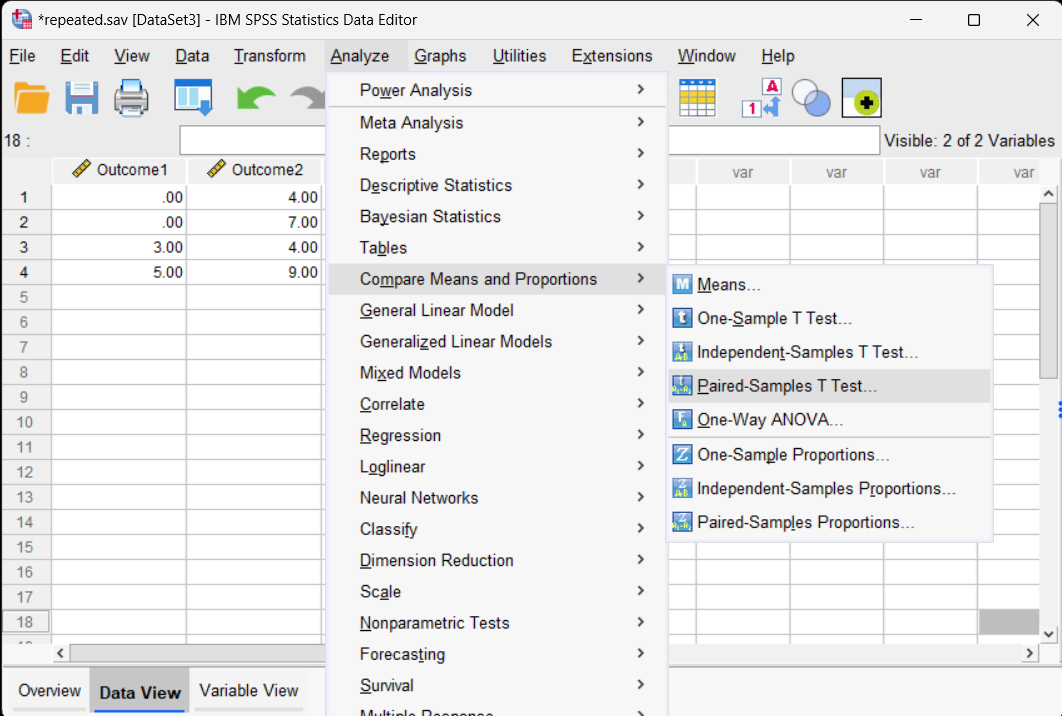 *repeated.sav [DataSet3] - IBM SPSS Statistics Data Editor
File Edit View Data Transform Analyze Graphs Utilities Extensions Window Help
18 :
Visible: 2 of 2 Variables
Outcome1 Outcome2 var var var var
1 .00 4.00
2 .00 7.00
3 3.00 4.00
4 5.00 9.00
5
6
7
8
9
10
11
12
13
14
15
16
17
18
Power Analysis
Meta Analysis
Reports
Descriptive Statistics
Bayesian Statistics
Tables
Compare Means and Proportions
General Linear Model
Generalized Linear Models
Mixed Models
Correlate
Regression
Loglinear
Neural Networks
Classify
Dimension Reduction
Scale
Nonparametric Tests
Forecasting
Survival
Multiple Response
M Means...
t One-Sample T Test...
Independent-Samples T Test...
Paired-Samples T Test...
One-Way ANOVA...
Z One-Sample Proportions...
Independent-Samples Proportions...
Paired-Samples Proportions...
A
1
Overview Data View Variable View